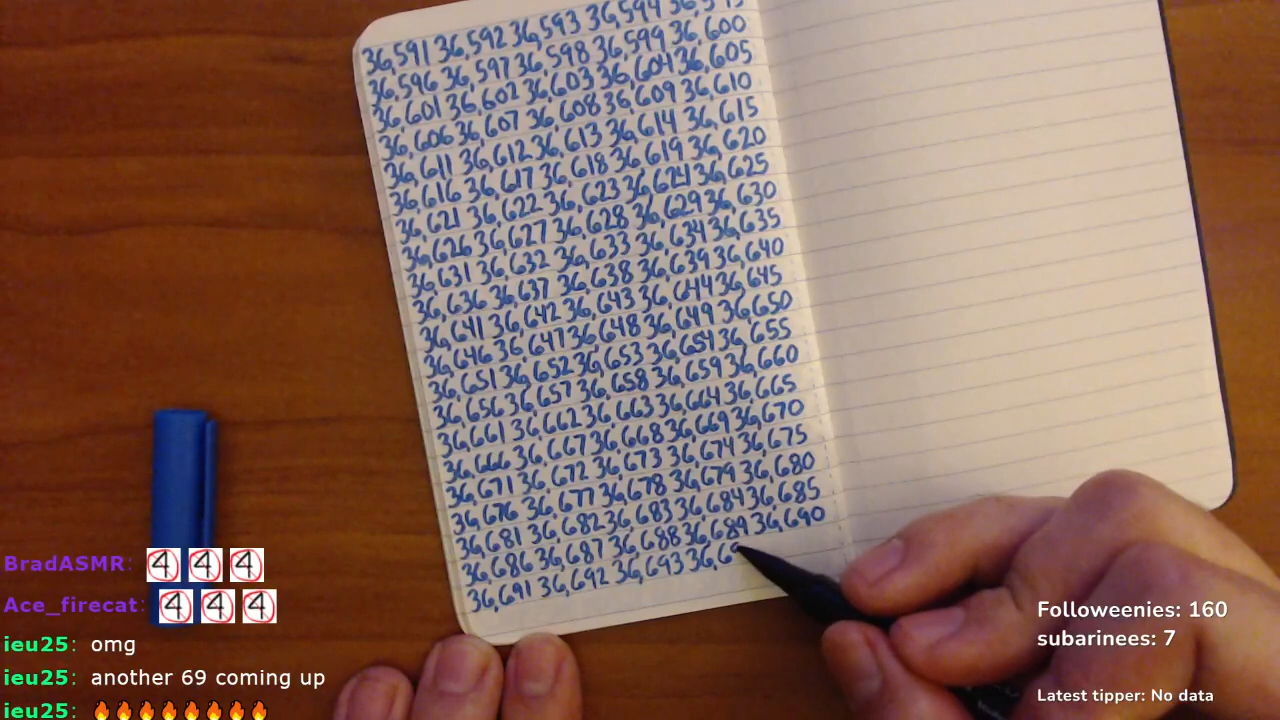 36,591 36,592 36,593 36,594 36,595
36,596 36,597 36,598 36,599 36,600
36,601 36,602 36,603 36,604 36,605
36,606 36,607 36,608 36,609 36,610
36,611 36,612 36,613 36,614 36,615
36,616 36,617 36,618 36,619 36,620
36,621 36,622 36,623 36,624 36,625
36,626 36,627 36,628 36,629 36,630
36,631 36,632 36,633 36,634 36,635
36,636 36,637 36,638 36,639 36,640
36,641 36,642 36,643 36,644 36,645
36,646 36,647 36,648 36,649 36,650
36,651 36,652 36,653 36,654 36,655
36,656 36,657 36,658 36,659 36,660
36,661 36,662 36,663 36,664 36,665
36,666 36,667 36,668 36,669 36,670
36,671 36,672 36,673 36,674 36,675
36,676 36,677 36,678 36,679 36,680
36,681 36,682 36,683 36,684 36,685
36,686 36,687 36,688 36,689 36,690
36,691 36,692 36,693 36,69
BradASMR: 4 4 4
Ace_firecat: 4 4 4
ieu25: omg
ieu25: another 69 coming up
ieu25: 🔥🔥🔥🔥🔥🔥🔥🔥
Followeenies: 160
subarinees: 7
Latest tipper: No data